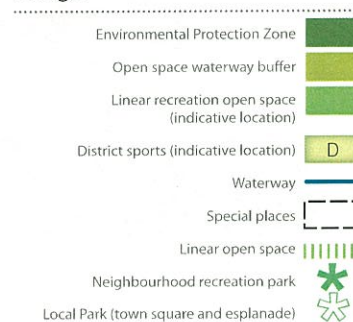 Environmental Protection Zone
Open space waterway buffer
Linear recreation open space
(indicative location)
District sports (indicative location) D
Waterway
Special places
Linear open space
Neighbourhood recreation park
Local Park (town square and esplanade)